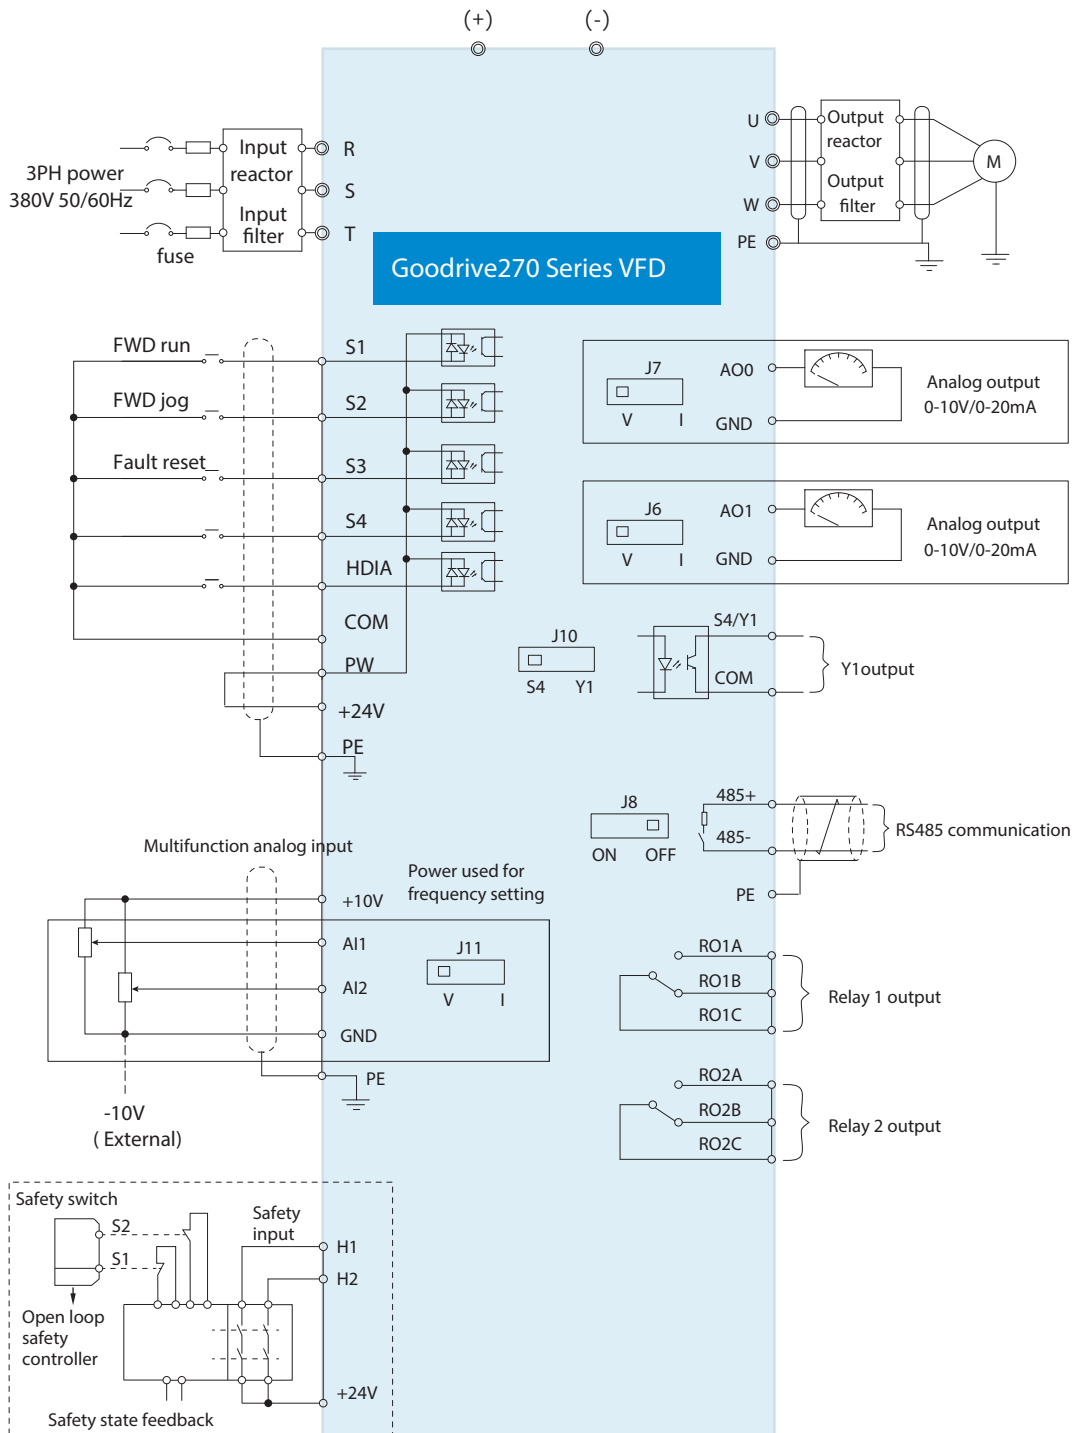 (+)
(-)
3PH power
380V 50/60Hz
fuse
Input
reactor
Input
filter
R
S
T
U
V
W
PE
Output
reactor
Output
filter
M
Goodrive270 Series VFD
FWD run
FWD jog
Fault reset
S1
S2
S3
S4
HDIA
COM
PW
+24V
PE
J7
V
I
AO0
GND
Analog output
0-10V/0-20mA
J6
V
I
AO1
GND
Analog output
0-10V/0-20mA
J10
S4
Y1
S4/Y1
COM
Y1output
J8
ON
OFF
485+
485-
PE
RS485 communication
Multifunction analog input
Power used for
frequency setting
+10V
AI1
AI2
GND
PE
J11
V
I
-10V
( External)
RO1A
RO1B
RO1C
Relay 1 output
RO2A
RO2B
RO2C
Relay 2 output
Safety switch
S2
S1
Safety
input
H1
H2
Open loop
safety
controller
+24V
Safety state feedback